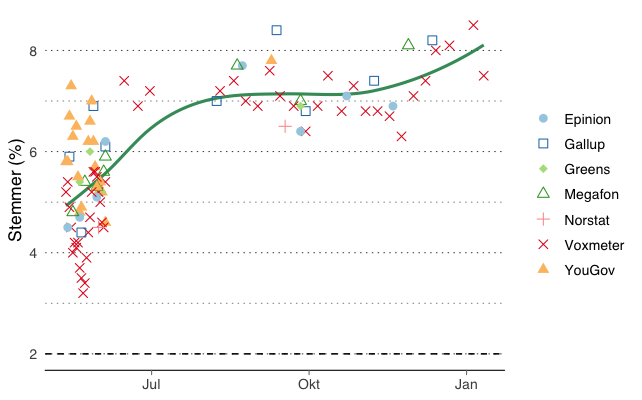 Stemmer (%)
8
6
4
2
Jul
Okt
Jan
Epinion
Gallup
Greens
Megafon
Norstat
Voxmeter
YouGov